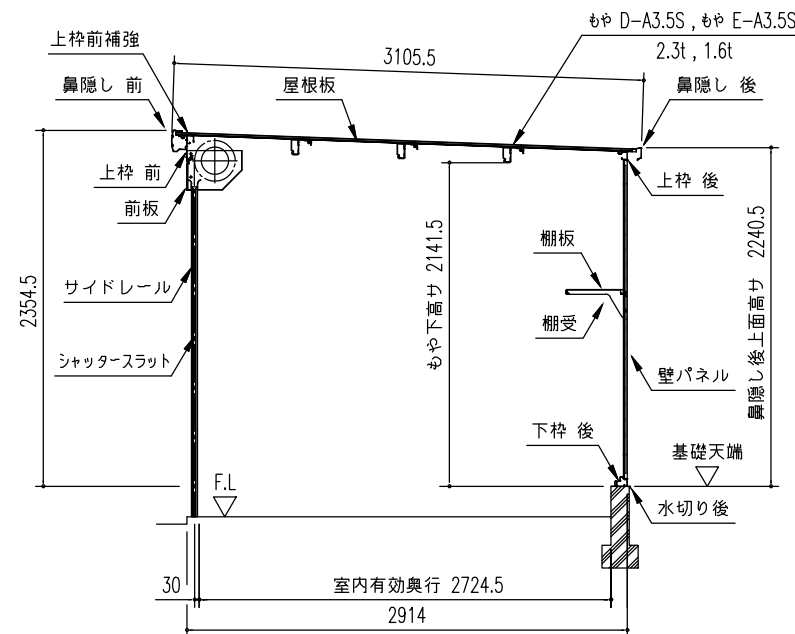 もや D-A3.5S , もや E-A3.5S
2.3t , 1.6t
上枠前補強
3105.5
鼻隠し 前
屋根板
鼻隠し 後
上枠 前
上枠 後
前板
棚板
サイドレール
棚受
2354.5
もや下高サ 2141.5
鼻隠し後上面高サ 2240.5
シャッタースラット
壁パネル
下枠 後
基礎天端
F.L
水切り後
30
室内有効奥行 2724.5
2914